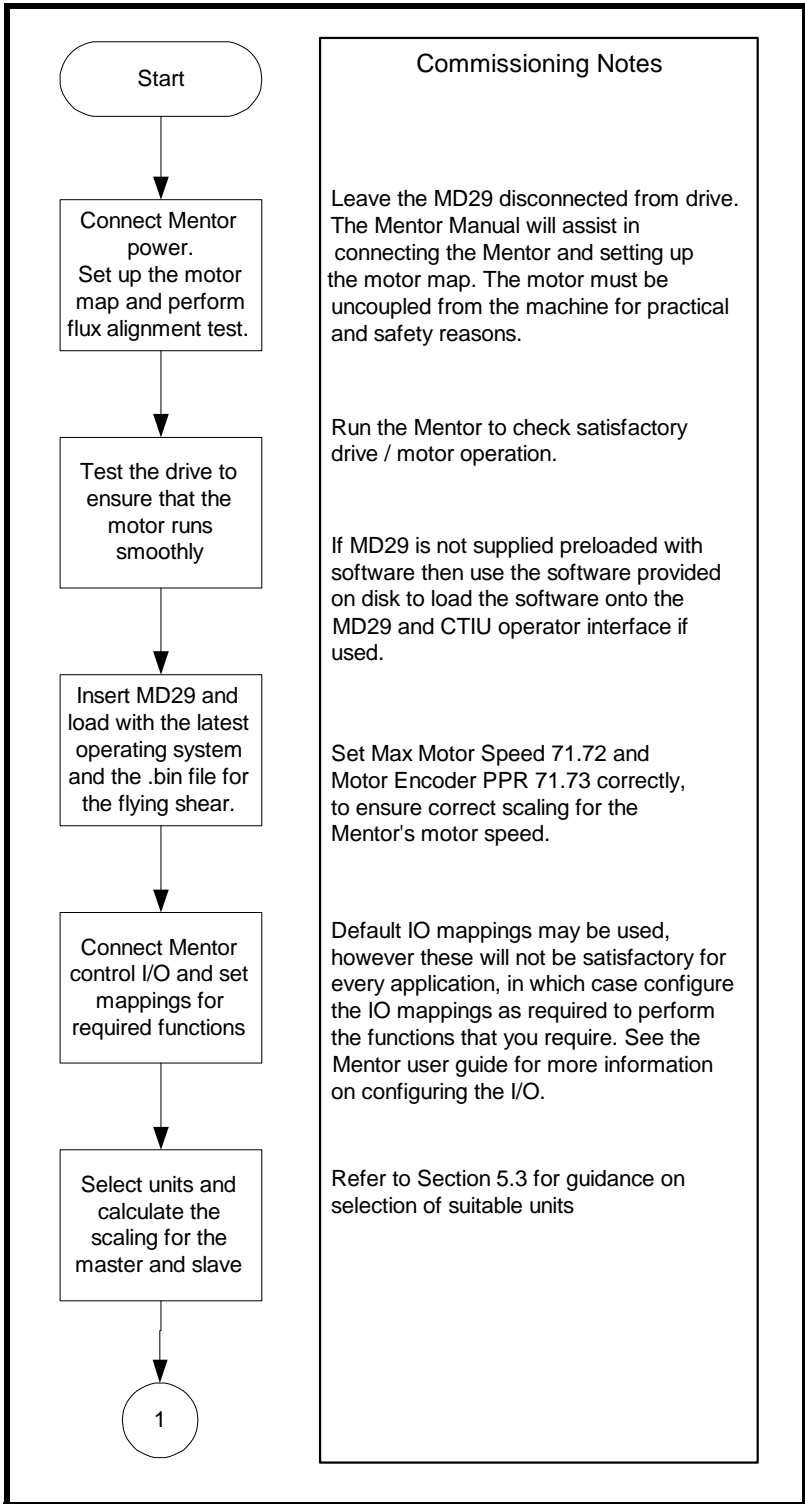 Start
Connect Mentor
power.
Set up the motor
map and perform
flux alignment test.
Test the drive to
ensure that the
motor runs
smoothly
Insert MD29 and
load with the latest
operating system
and the .bin file for
the flying shear.
Connect Mentor
control I/O and set
mappings for
required functions
Select units and
calculate the
scaling for the
master and slave
1
Commissioning Notes
Leave the MD29 disconnected from drive.
The Mentor Manual will assist in
connecting the Mentor and setting up
the motor map. The motor must be
uncoupled from the machine for practical
and safety reasons.
Run the Mentor to check satisfactory
drive / motor operation.
If MD29 is not supplied preloaded with
software then use the software provided
on disk to load the software onto the
MD29 and CTIU operator interface if
used.
Set Max Motor Speed 71.72 and
Motor Encoder PPR 71.73 correctly,
to ensure correct scaling for the
Mentor's motor speed.
Default IO mappings may be used,
however these will not be satisfactory for
every application, in which case configure
the IO mappings as required to perform
the functions that you require. See the
Mentor user guide for more information
on configuring the I/O.
Refer to Section 5.3 for guidance on
selection of suitable units